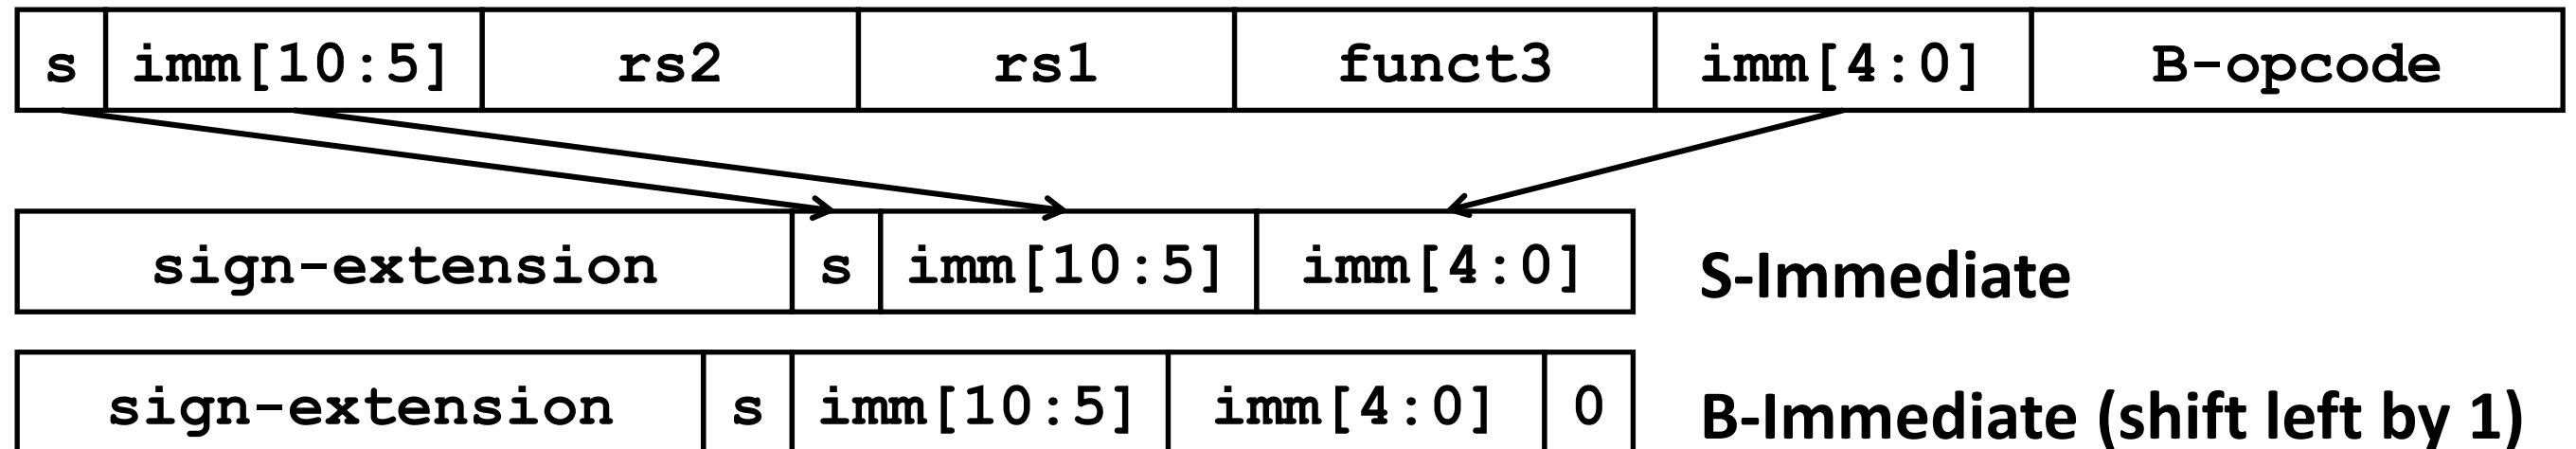 s imm[10:5] rs2 rs1 funct3 imm[4:0] B-opcode
sign-extension s imm[10:5] imm[4:0] S-Immediate
sign-extension s imm[10:5] imm[4:0] 0 B-Immediate (shift left by 1)